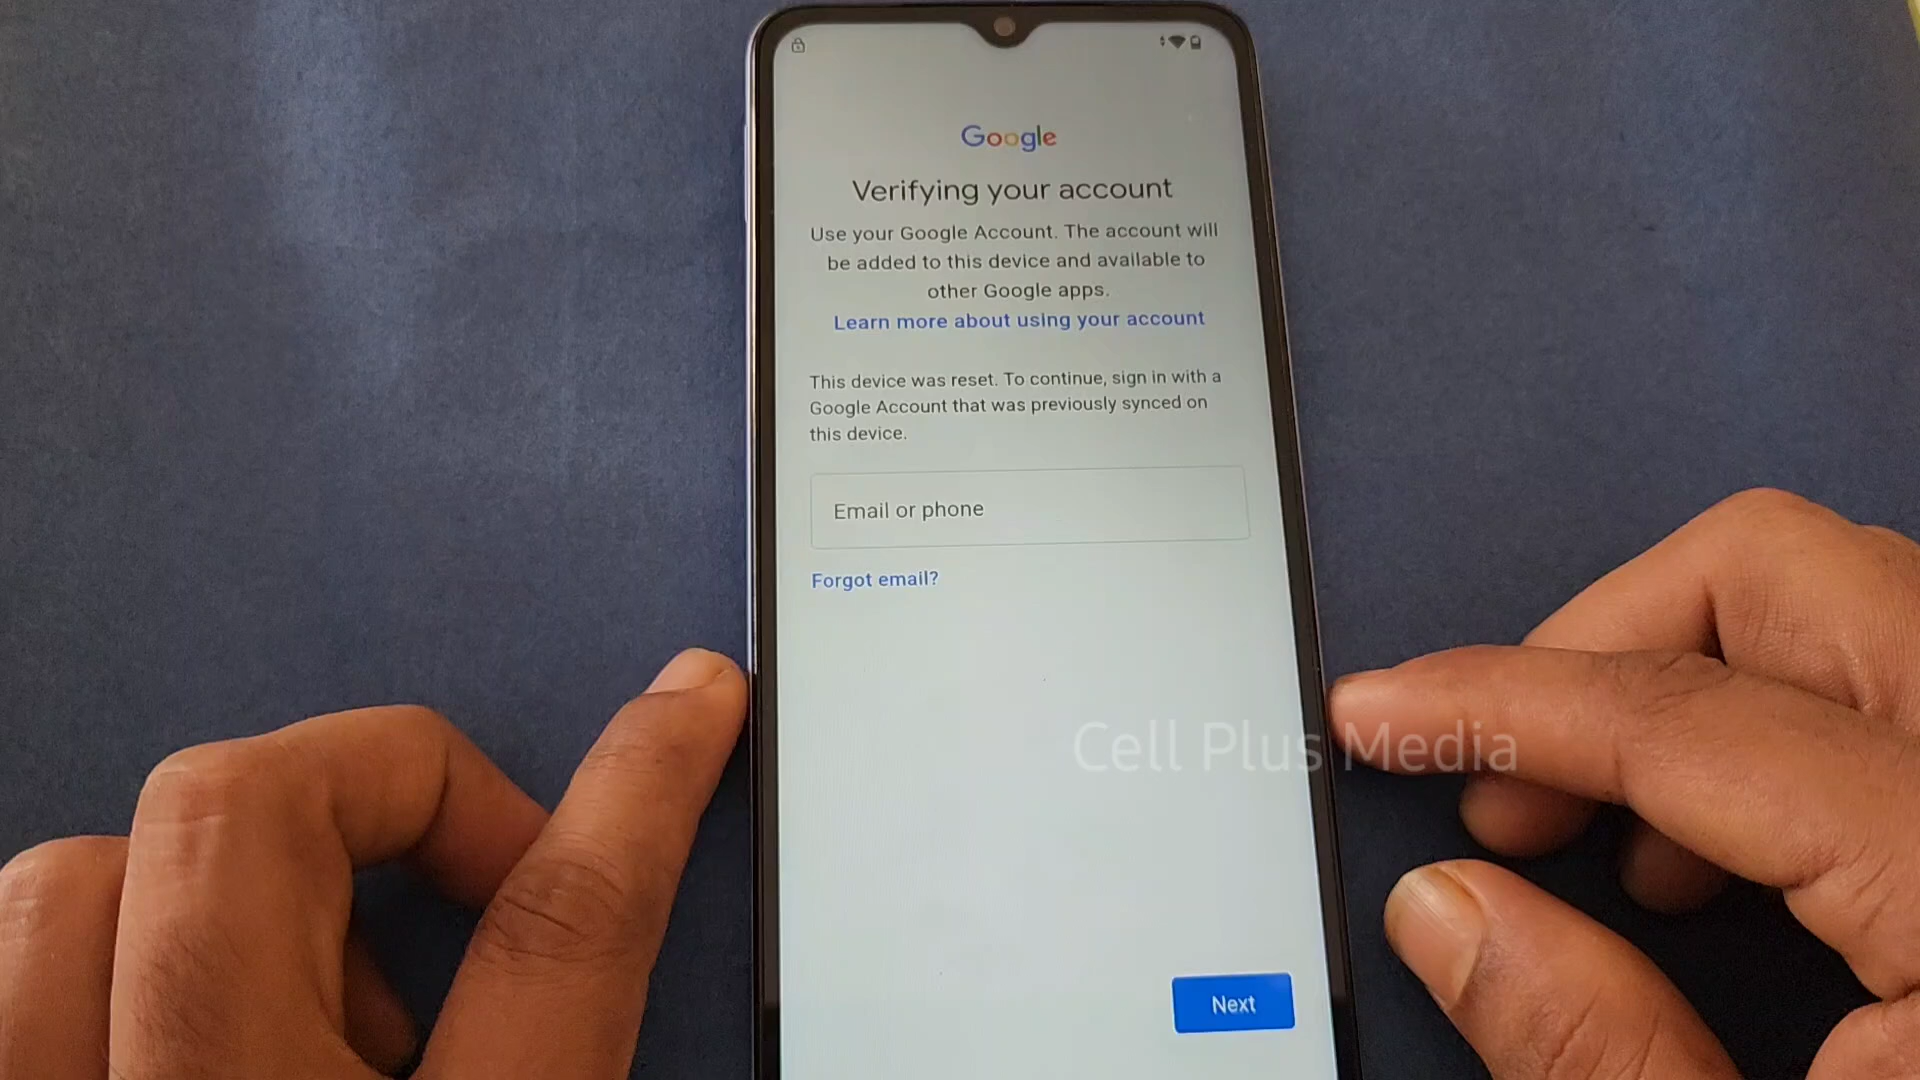 Google
Verifying your account
Use your Google Account. The account will
be added to this device and available to
other Google apps.
Learn more about using your account
This device was reset. To continue, sign in with a
Google Account that was previously synced on
this device.
Email or phone
Forgot email?
Cell Plus Media
Next